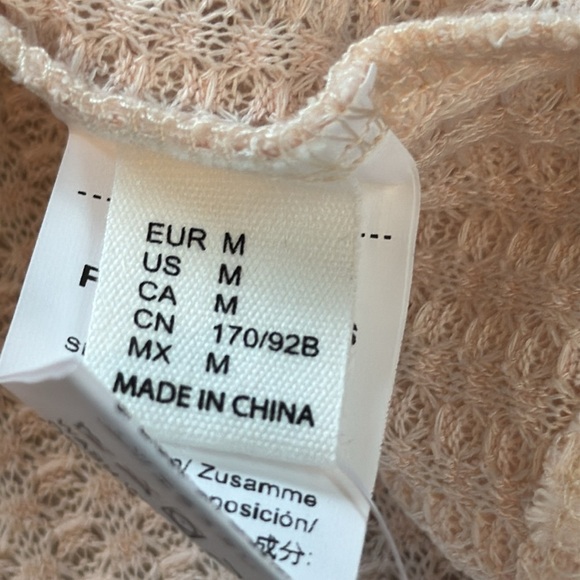 EUR M
US M
CA M
CN 170/92B
MX M
MADE IN CHINA
/ Zusamme
posición/
成分: